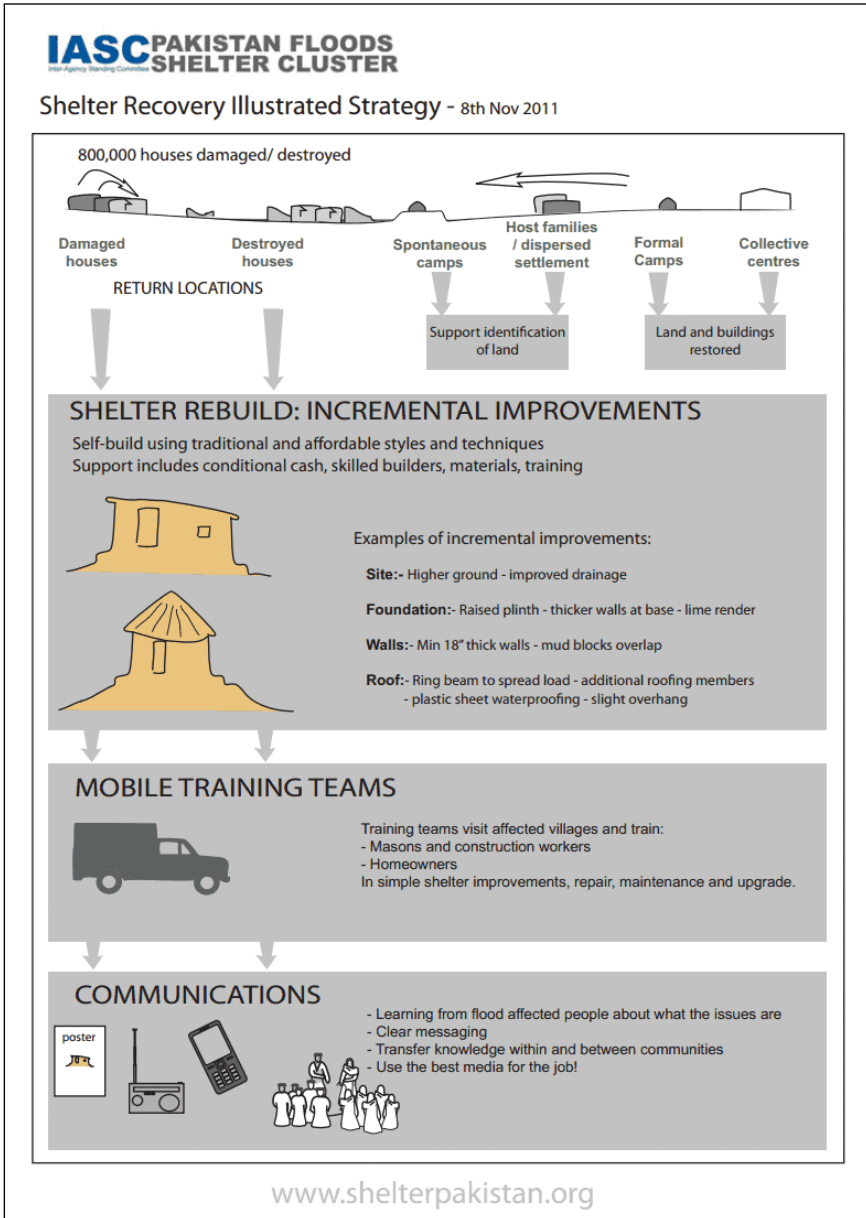 IASC PAKISTAN FLOODS
Inter-Agency Standing Committee SHELTER CLUSTER
Shelter Recovery Illustrated Strategy - 8th Nov 2011
800,000 houses damaged/ destroyed
Damaged
houses
Destroyed
houses
Spontaneous
camps
Host families
/ dispersed
settlement
Formal
Camps
Collective
centres
RETURN LOCATIONS
Support identification
of land
Land and buildings
restored
SHELTER REBUILD: INCREMENTAL IMPROVEMENTS
Self-build using traditional and affordable styles and techniques
Support includes conditional cash, skilled builders, materials, training
Examples of incremental improvements:
Site:- Higher ground - improved drainage
Foundation:- Raised plinth - thicker walls at base - lime render
Walls:- Min 18” thick walls - mud blocks overlap
Roof:- Ring beam to spread load - additional roofing members
- plastic sheet waterproofing - slight overhang
MOBILE TRAINING TEAMS
Training teams visit affected villages and train:
- Masons and construction workers
- Homeowners
In simple shelter improvements, repair, maintenance and upgrade.
COMMUNICATIONS
poster
- Learning from flood affected people about what the issues are
- Clear messaging
- Transfer knowledge within and between communities
- Use the best media for the job!
www.shelterpakistan.org